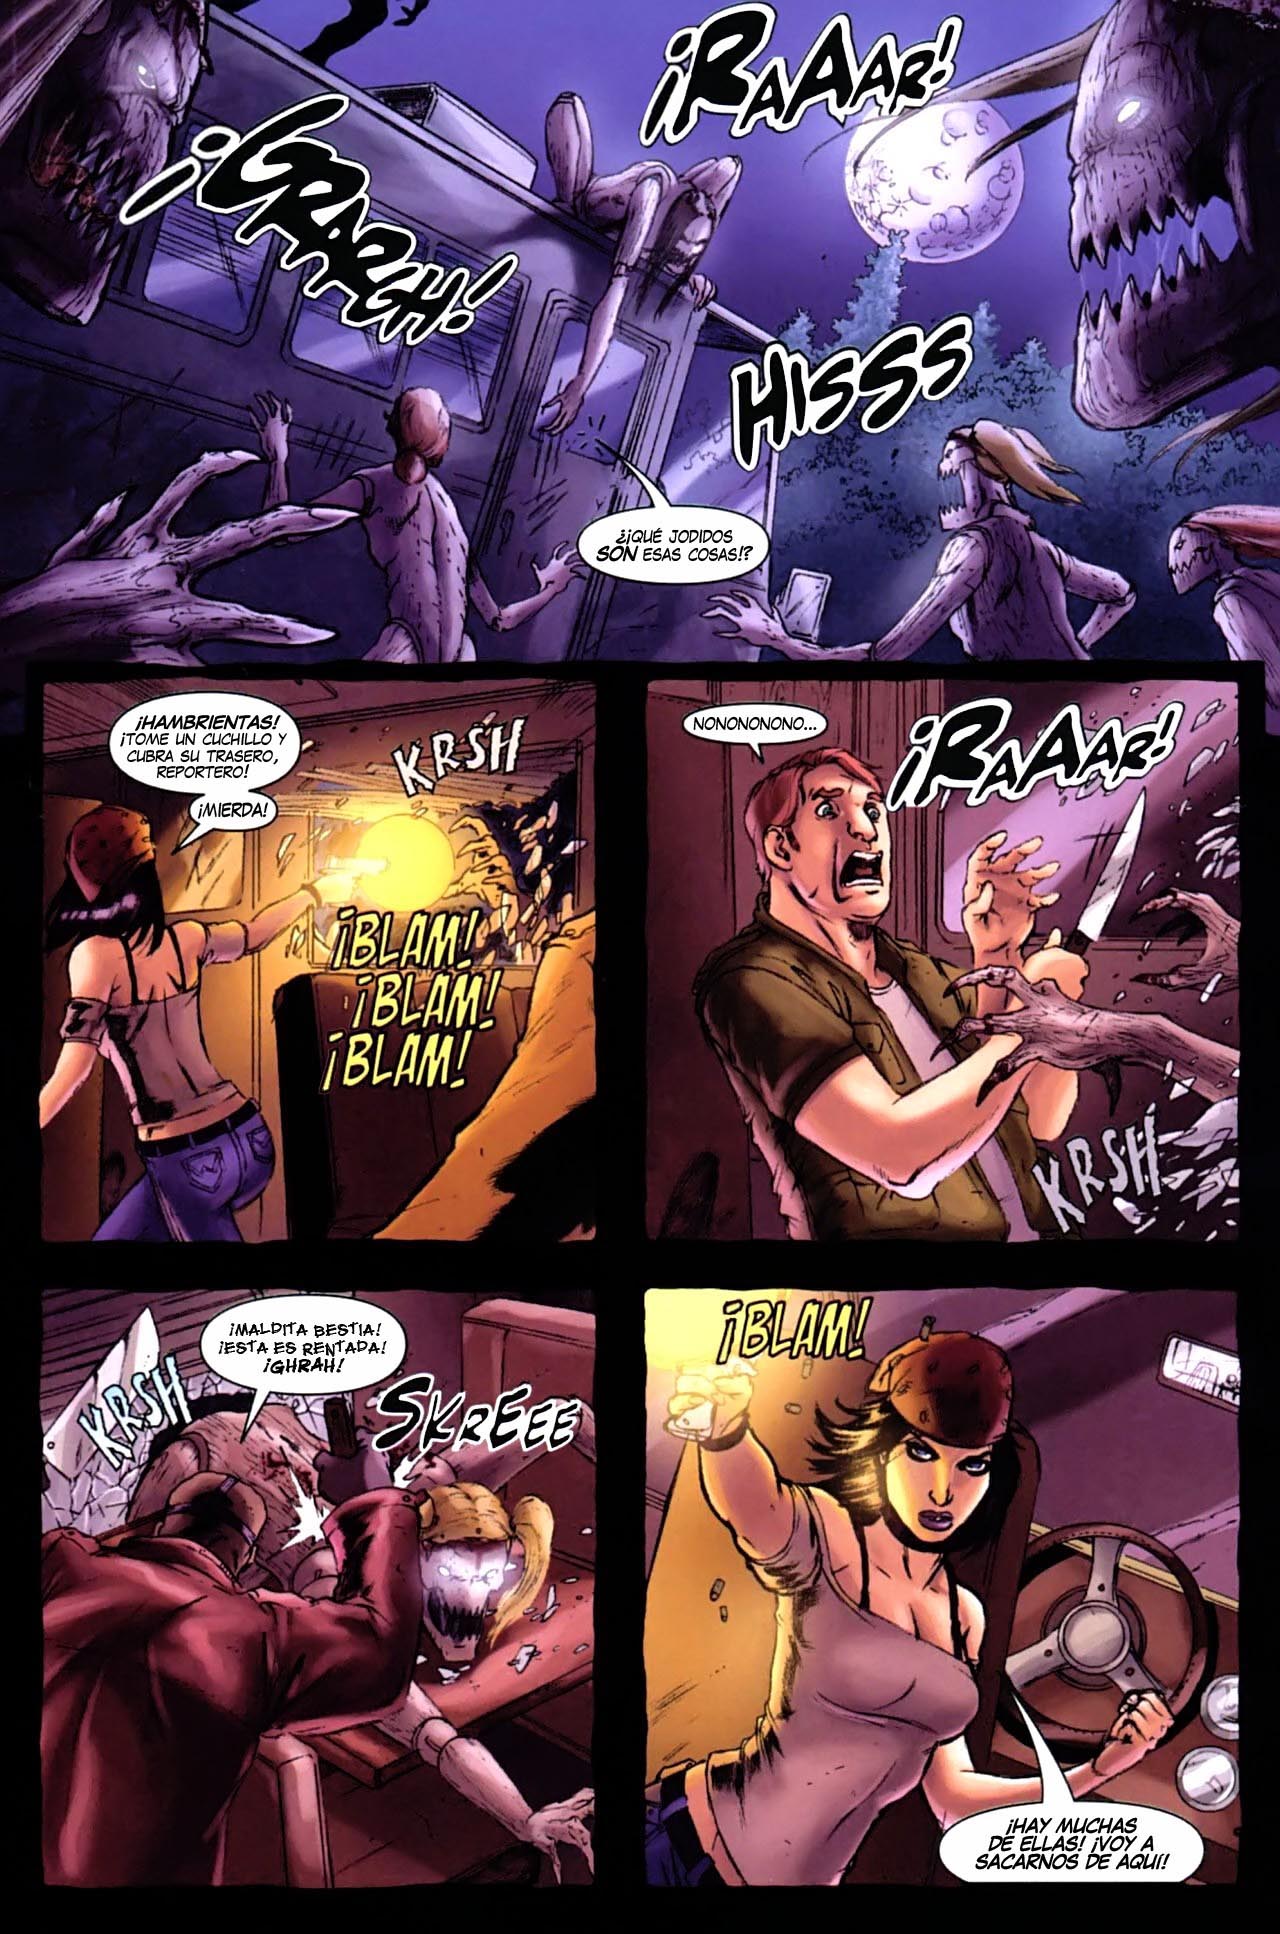 ¡RAAAR!
¡GRARGH!
HISSS
¿¡QUÉ JODIDOS
SON ESAS COSAS!?
¡HAMBRIENTAS!
¡TOME UN CUCHILLO Y
CUBRA SU TRASERO,
REPORTERO!
¡MIERDA!
KRSH
¡BLAM!
¡BLAM!
¡BLAM!
NONONONONO...
¡RAAAR!
KRSH
¡MALDITA BESTIA!
¡ESTA ES RENTADA!
¡GHRAH!
KRSH
SKREEE
¡BLAM!
¡HAY MUCHAS
DE ELLAS! ¡VOY A
SACARNOS DE AQUÍ!